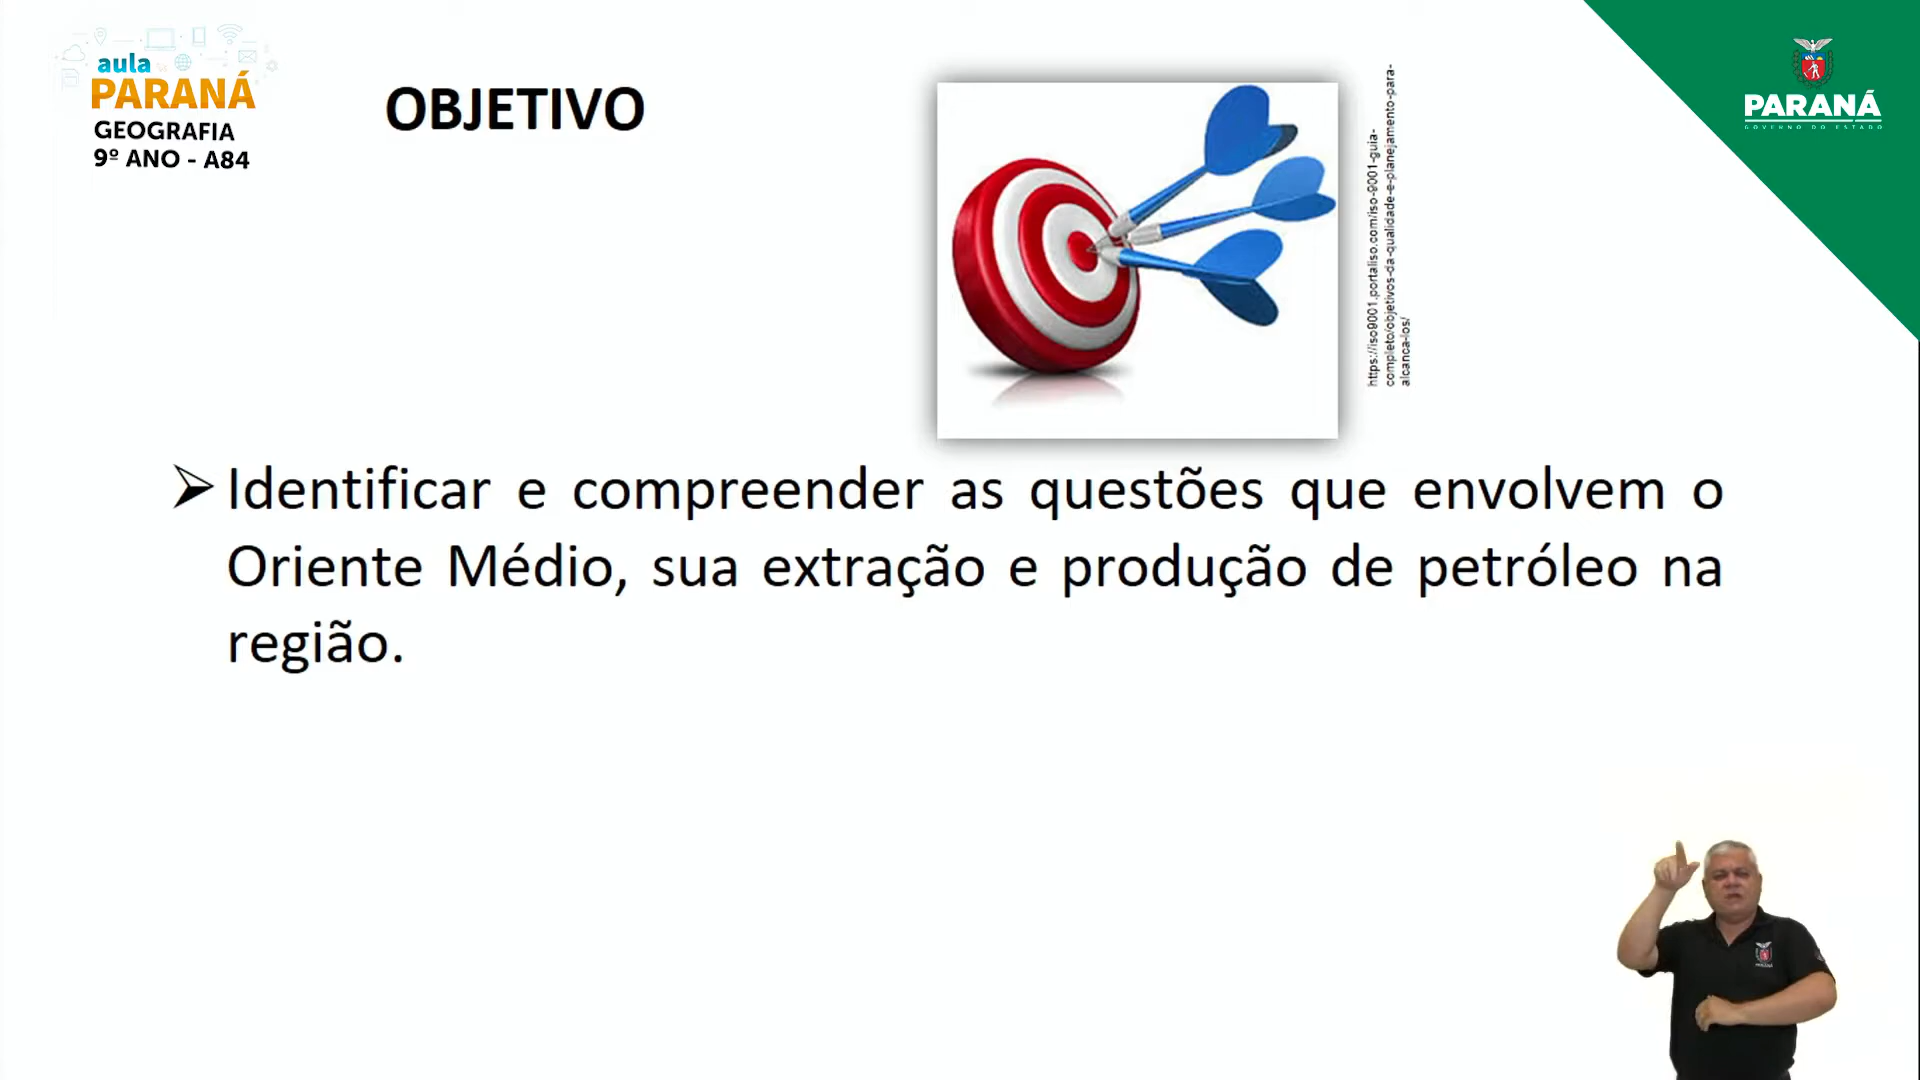 aula
PARANÁ
GEOGRAFIA
9º ANO - A84
OBJETIVO
https://iso9001.portaliso.com/iso-9001-guia-
completo/objetivos-da-qualidade-e-planejamento-para-
alcanca-los/
PARANÁ
GOVERNO DO ESTADO
➢ Identificar e compreender as questões que envolvem o
Oriente Médio, sua extração e produção de petróleo na
região.